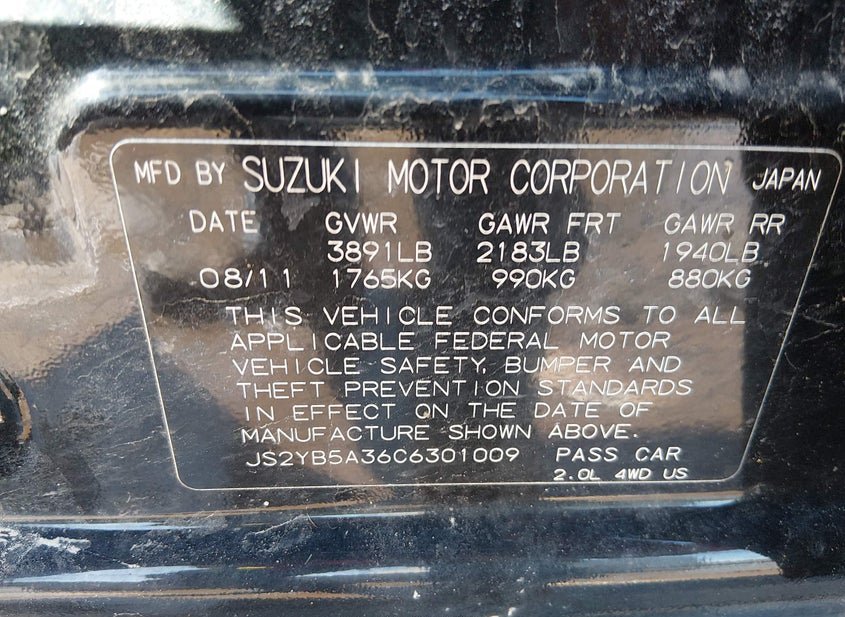 MFD BY SUZUKI MOTOR CORPORATION JAPAN
DATE GVWR GAWR FRT GAWR RR
3891LB 2183LB 1940LB
08/11 1765KG 990KG 880KG
THIS VEHICLE CONFORMS TO ALL
APPLICABLE FEDERAL MOTOR
VEHICLE SAFETY, BUMPER AND
THEFT PREVENTION STANDARDS
IN EFFECT ON THE DATE OF
MANUFACTURE SHOWN ABOVE.
JS2YB5A36C6301009 PASS CAR
2.0L 4WD US